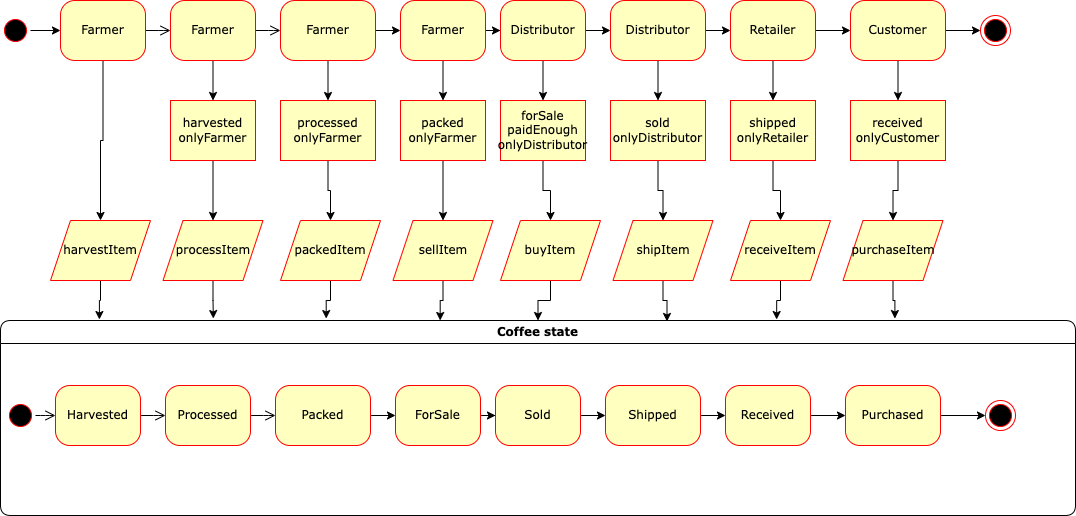 Farmer
Farmer
Farmer
Farmer
Distributor
Distributor
Retailer
Customer
harvested
onlyFarmer
processed
onlyFarmer
packed
onlyFarmer
forSale
paidEnough
onlyDistributor
sold
onlyDistributor
shipped
onlyRetailer
received
onlyCustomer
harvestItem
processItem
packedItem
sellItem
buyItem
shipItem
receiveItem
purchaseItem
Coffee state
Harvested
Processed
Packed
ForSale
Sold
Shipped
Received
Purchased